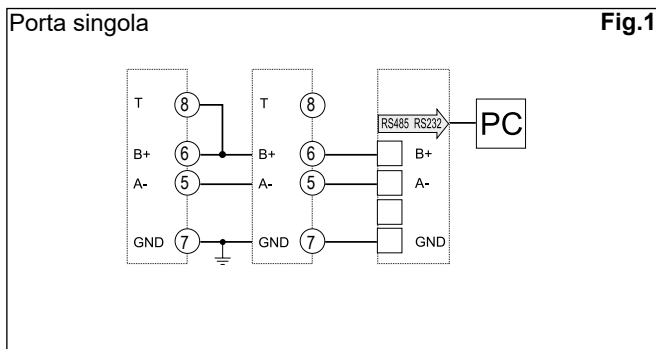 Porta singola Fig.1
T 8 T 8
RS485 RS232 PC
B+ 6 B+ 6 B+
A- 5 A- 5 A-
GND 7 GND 7 GND